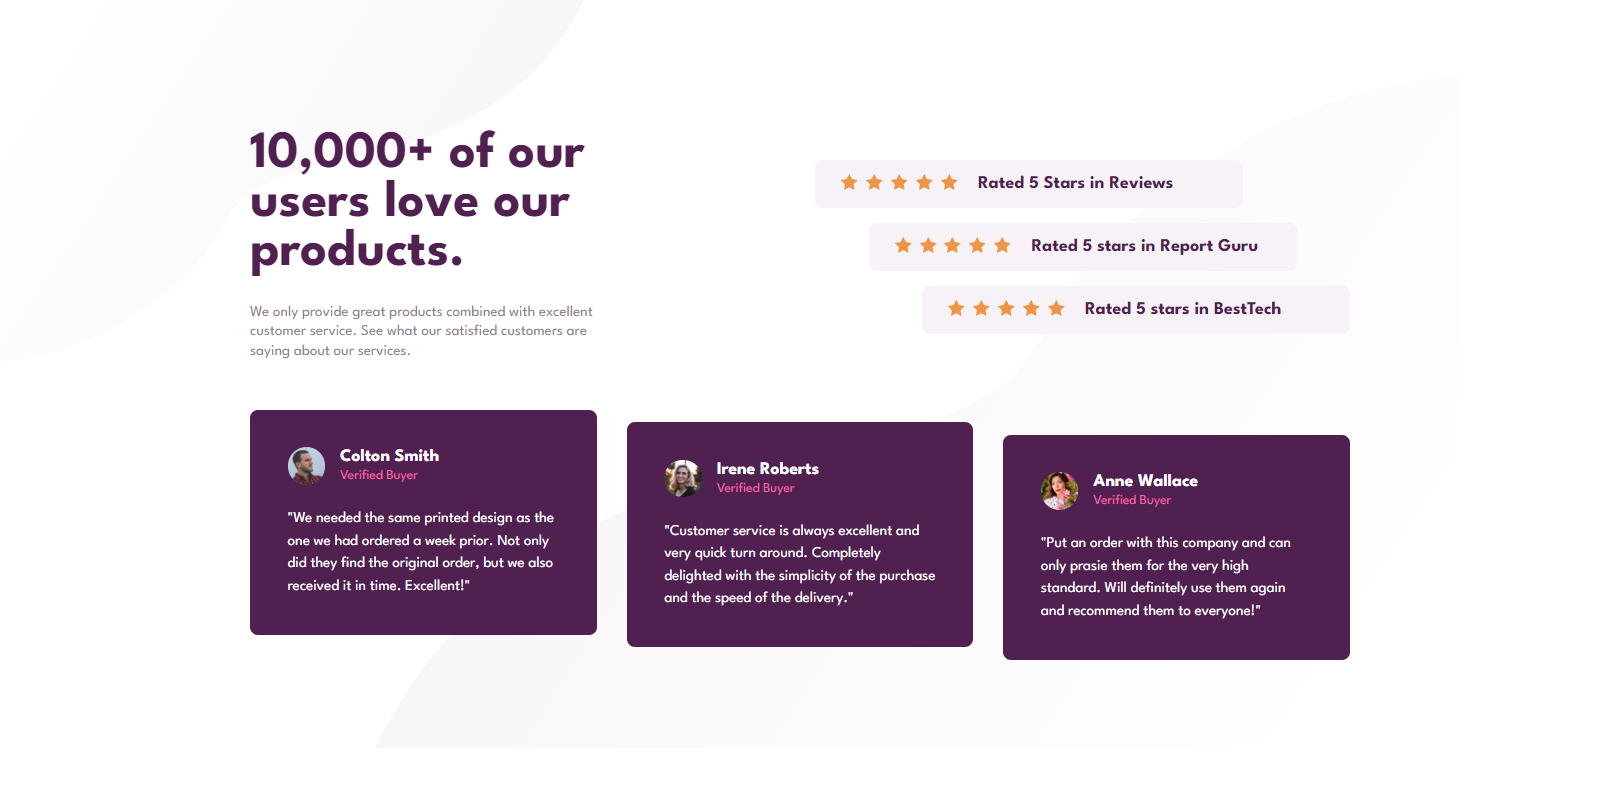 10,000+ of our
users love our
products.
We only provide great products combined with excellent
customer service. See what our satisfied customers are
saying about our services.
Rated 5 Stars in Reviews
Rated 5 stars in Report Guru
Rated 5 stars in BestTech
Colton Smith
Verified Buyer
"We needed the same printed design as the
one we had ordered a week prior. Not only
did they find the original order, but we also
received it in time. Excellent!"
Irene Roberts
Verified Buyer
"Customer service is always excellent and
very quick turn around. Completely
delighted with the simplicity of the purchase
and the speed of the delivery."
Anne Wallace
Verified Buyer
"Put an order with this company and can
only prasie them for the very high
standard. Will definitely use them again
and recommend them to everyone!"